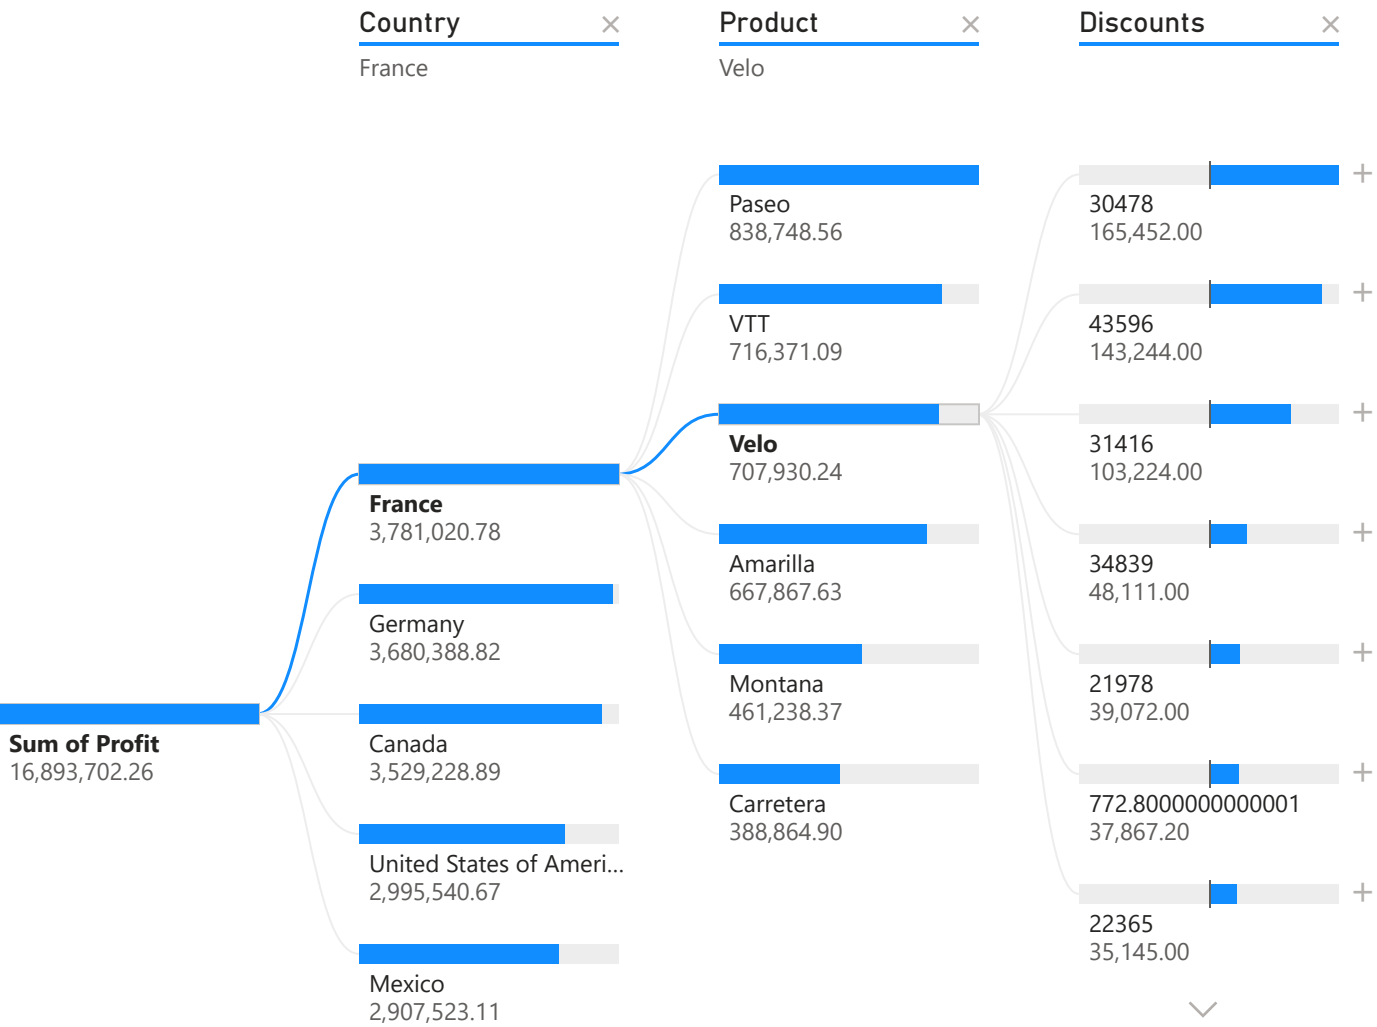 Country
France
Product
Velo
Discounts
Sum of Profit
16,893,702.26
France
3,781,020.78
Germany
3,680,388.82
Canada
3,529,228.89
United States of Ameri...
2,995,540.67
Mexico
2,907,523.11
Paseo
838,748.56
VTT
716,371.09
Velo
707,930.24
Amarilla
667,867.63
Montana
461,238.37
Carretera
388,864.90
30478
165,452.00
43596
143,244.00
31416
103,224.00
34839
48,111.00
21978
39,072.00
772.8000000000001
37,867.20
22365
35,145.00